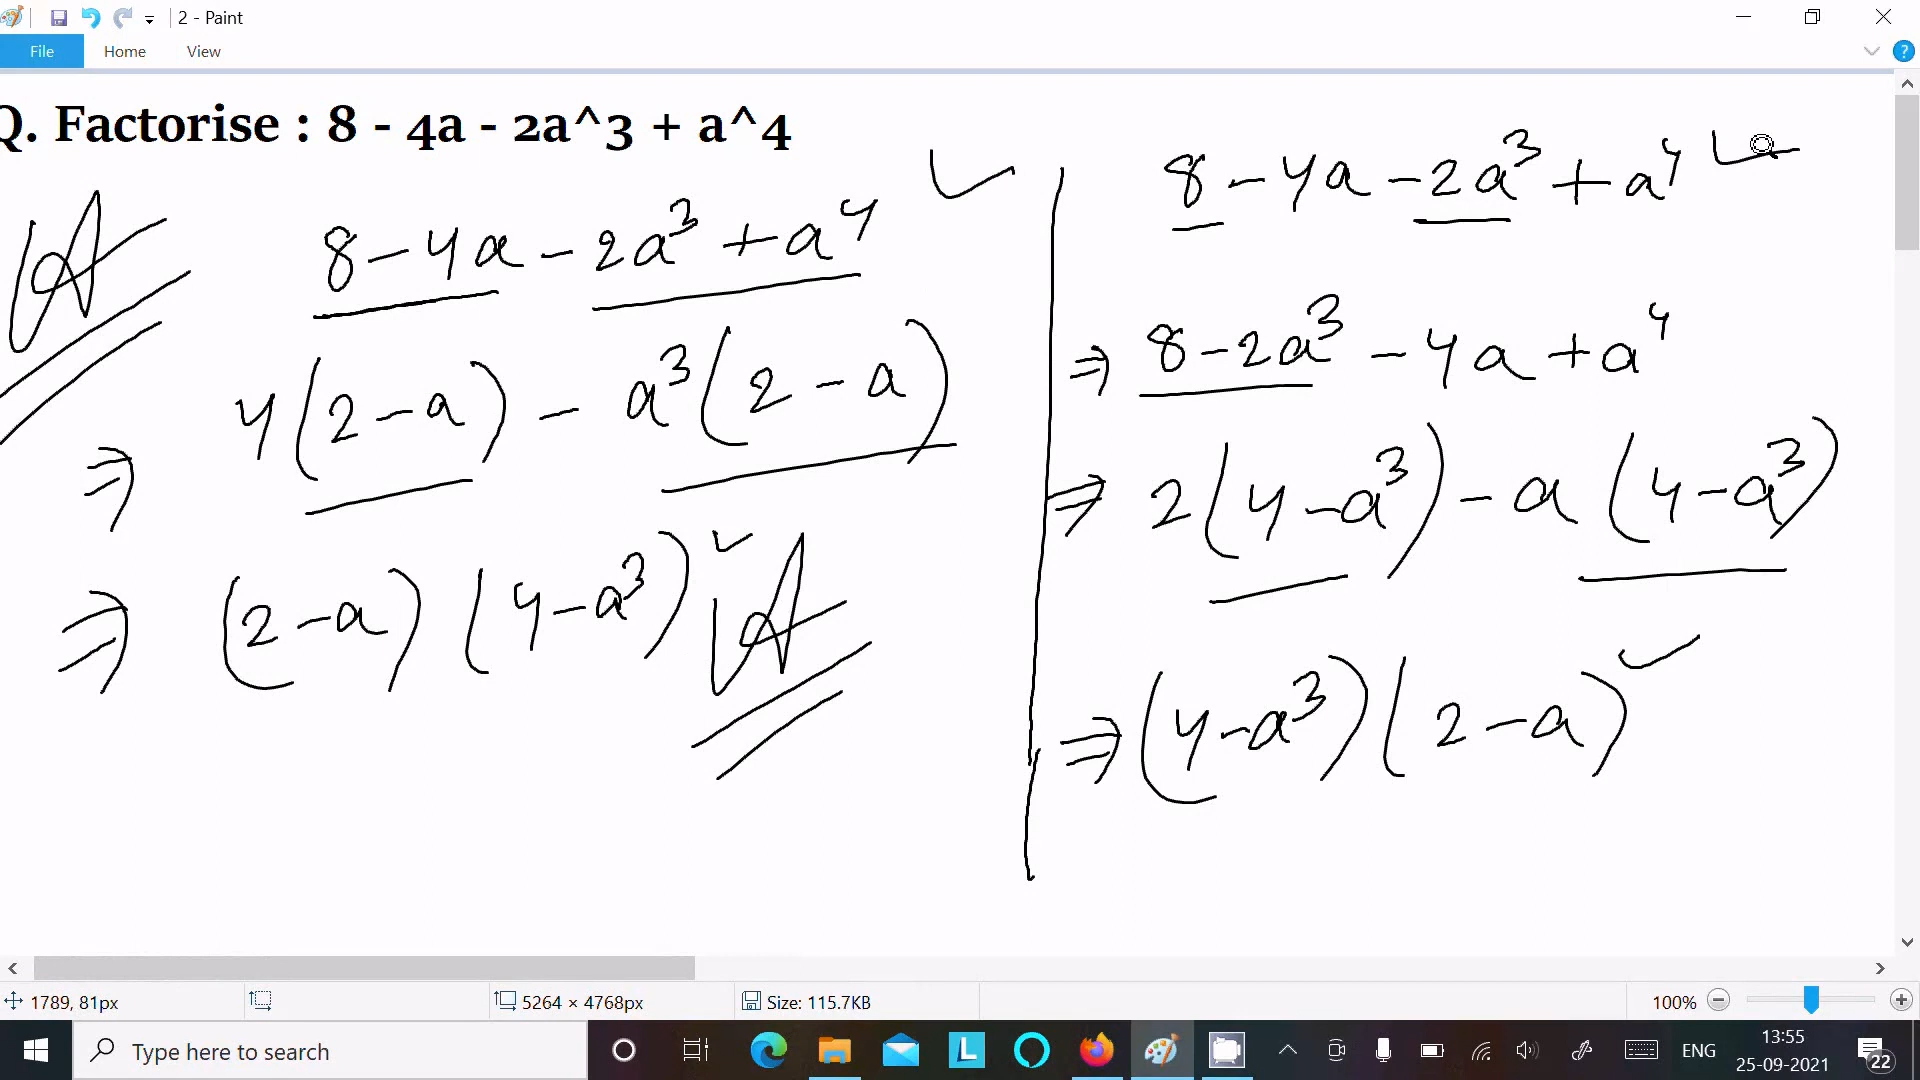 2 - Paint
File Home View
Q. Factorise : 8 - 4a - 2a^3 + a^4
8 - 4a - 2a³ + a⁴
⇒ 4(2 - a) - a³(2 - a)
⇒ (2 - a) (4 - a³)
8 - 4a - 2a³ + a⁴
⇒ 8 - 2a³ - 4a + a⁴
⇒ 2(4 - a³) - a(4 - a³)
⇒ (4 - a³)(2 - a)
1789, 81px 5264 × 4768px Size: 115.7KB 100%
Type here to search
L
ENG
13:55
25-09-2021
22